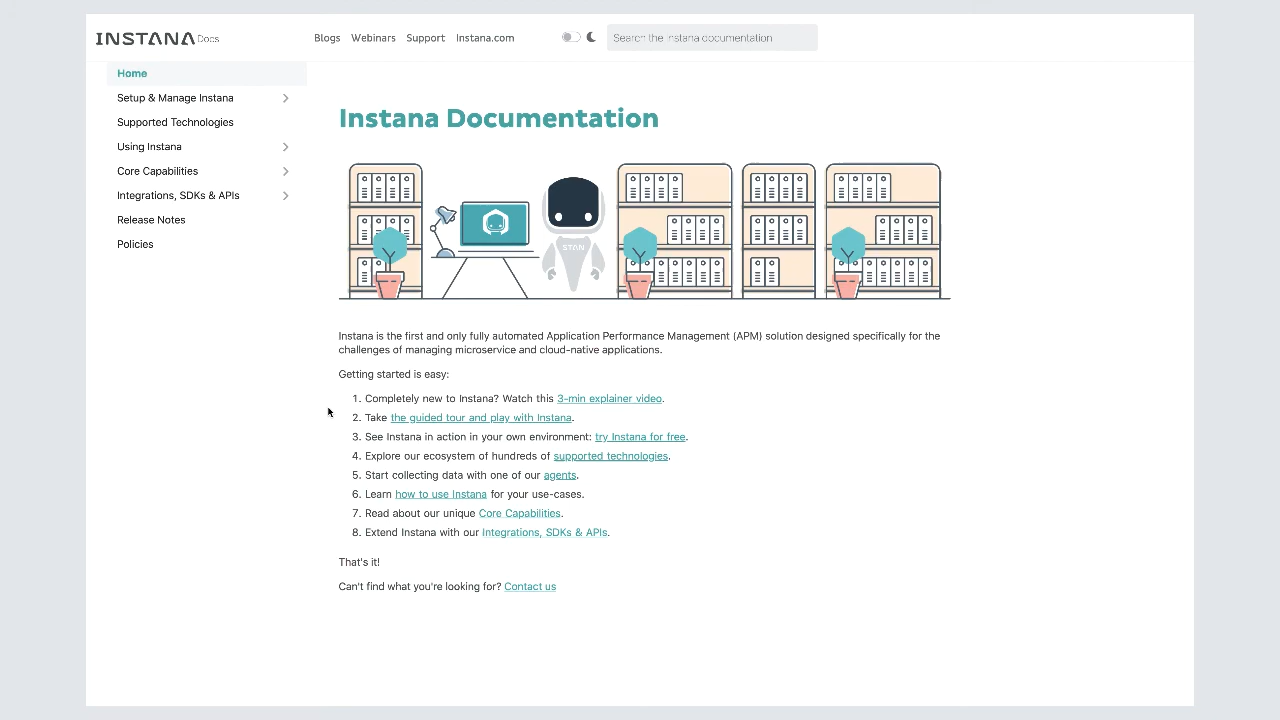 INSTANA Docs
Blogs Webinars Support Instana.com
Search the Instana documentation
Home
Setup & Manage Instana
Supported Technologies
Using Instana
Core Capabilities
Integrations, SDKs & APIs
Release Notes
Policies
Instana Documentation
STAN
Instana is the first and only fully automated Application Performance Management (APM) solution designed specifically for the
challenges of managing microservice and cloud-native applications.
Getting started is easy:
1. Completely new to Instana? Watch this 3-min explainer video.
2. Take the guided tour and play with Instana.
3. See Instana in action in your own environment: try Instana for free.
4. Explore our ecosystem of hundreds of supported technologies.
5. Start collecting data with one of our agents.
6. Learn how to use Instana for your use-cases.
7. Read about our unique Core Capabilities.
8. Extend Instana with our Integrations, SDKs & APIs.
That's it!
Can't find what you're looking for? Contact us